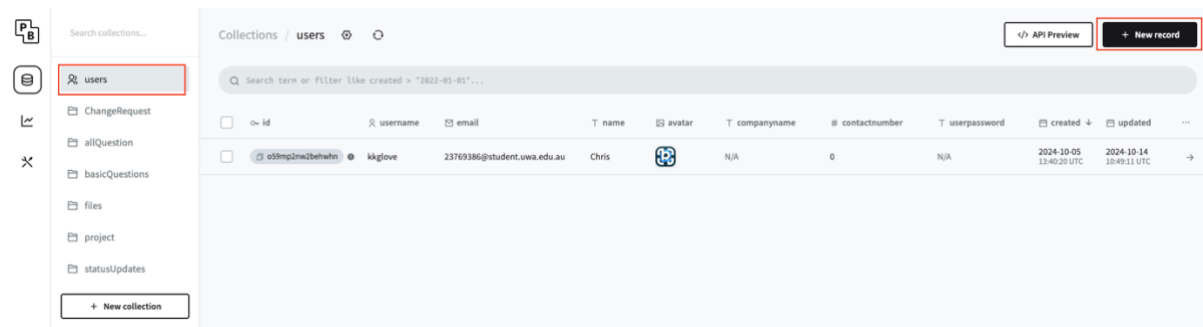 PB
Search collections...
users
ChangeRequest
allQuestion
basicQuestions
files
project
statusUpdates
+ New collection
Collections / users
</> API Preview
+ New record
Search term or filter like created > "2022-01-01"...
id username email name avatar companyname # contactnumber userpassword created updated ...
o59mp2nw2behwhn kkglove 23769386@student.uwa.edu.au Chris N/A 0 N/A 2024-10-05 2024-10-14
13:40:20 UTC 10:49:11 UTC